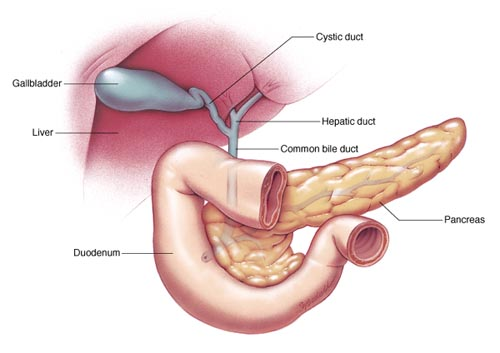 Cystic duct
Gallbladder
Hepatic duct
Liver
Common bile duct
Pancreas
Duodenum